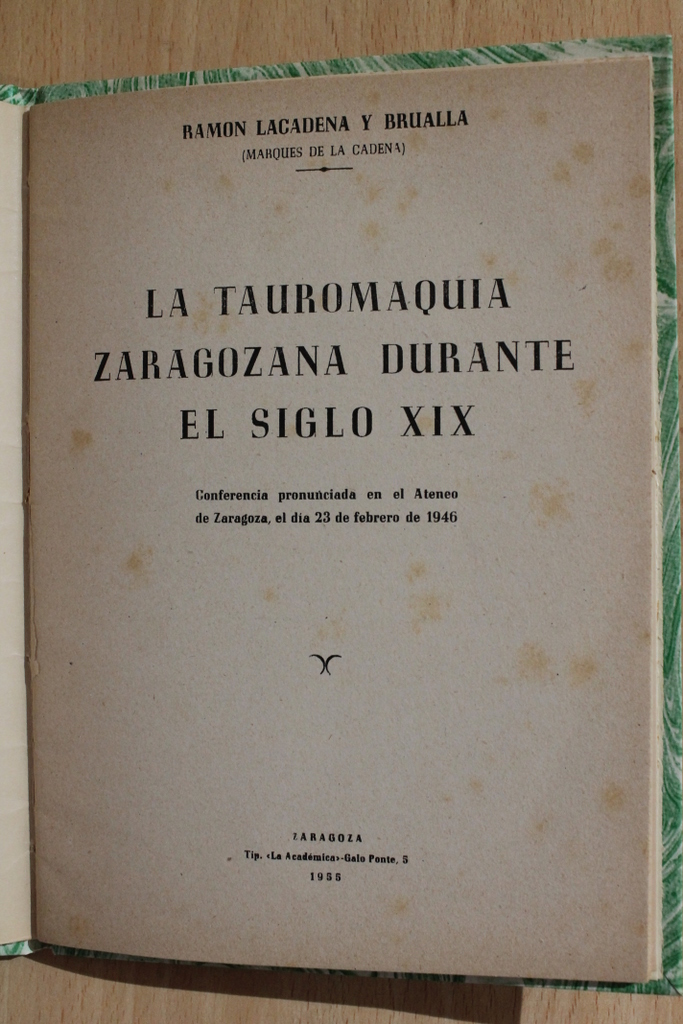 RAMON LACADENA Y BRUALLA
(MARQUES DE LA CADENA)
LA TAUROMAQUIA
ZARAGOZANA DURANTE
EL SIGLO XIX
Conferencia pronunciada en el Ateneo
de Zaragoza, el día 23 de febrero de 1946
ZARAGOZA
Tip. «La Académica»-Galo Ponte, 5
1955